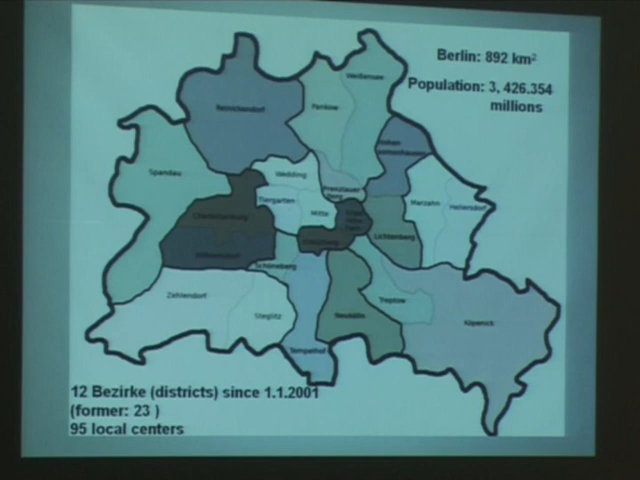 Berlin: 892 km²
Population: 3, 426.354
millions
Weißensee
Reinickendorf
Pankow
Hohen
Spandau
Wedding
Prenzlauer
Berg
Marzahn
Hellersdorf
Tiergarten
Mitte
Charlottenburg
Lichtenberg
Wilmersdorf
Schöneberg
Zehlendorf
Steglitz
Treptow
Neukölln
Köpenick
Tempelhof
12 Bezirke (districts) since 1.1.2001
(former: 23 )
95 local centers